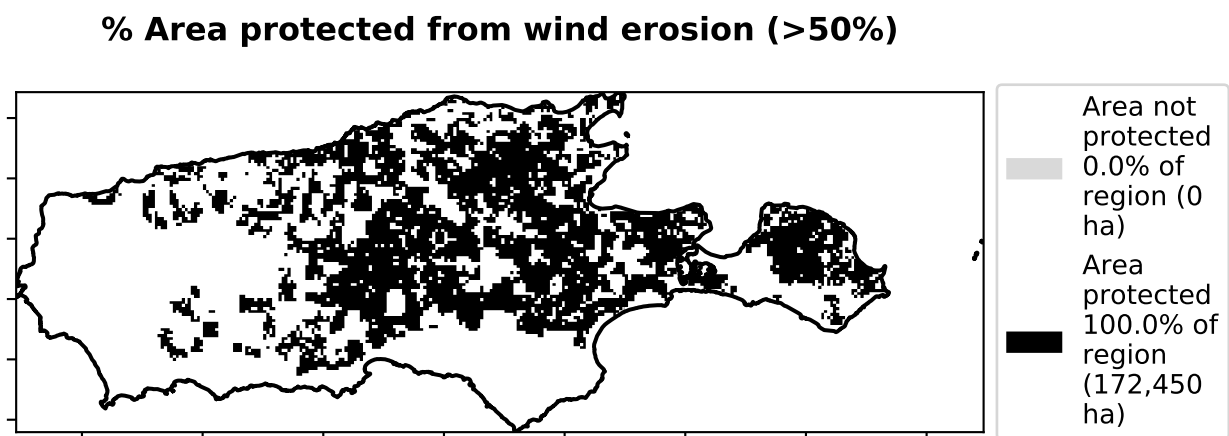 % Area protected from wind erosion (>50%)
Area not
protected
0.0% of
region (0
ha)
Area
protected
100.0% of
region
(172,450
ha)